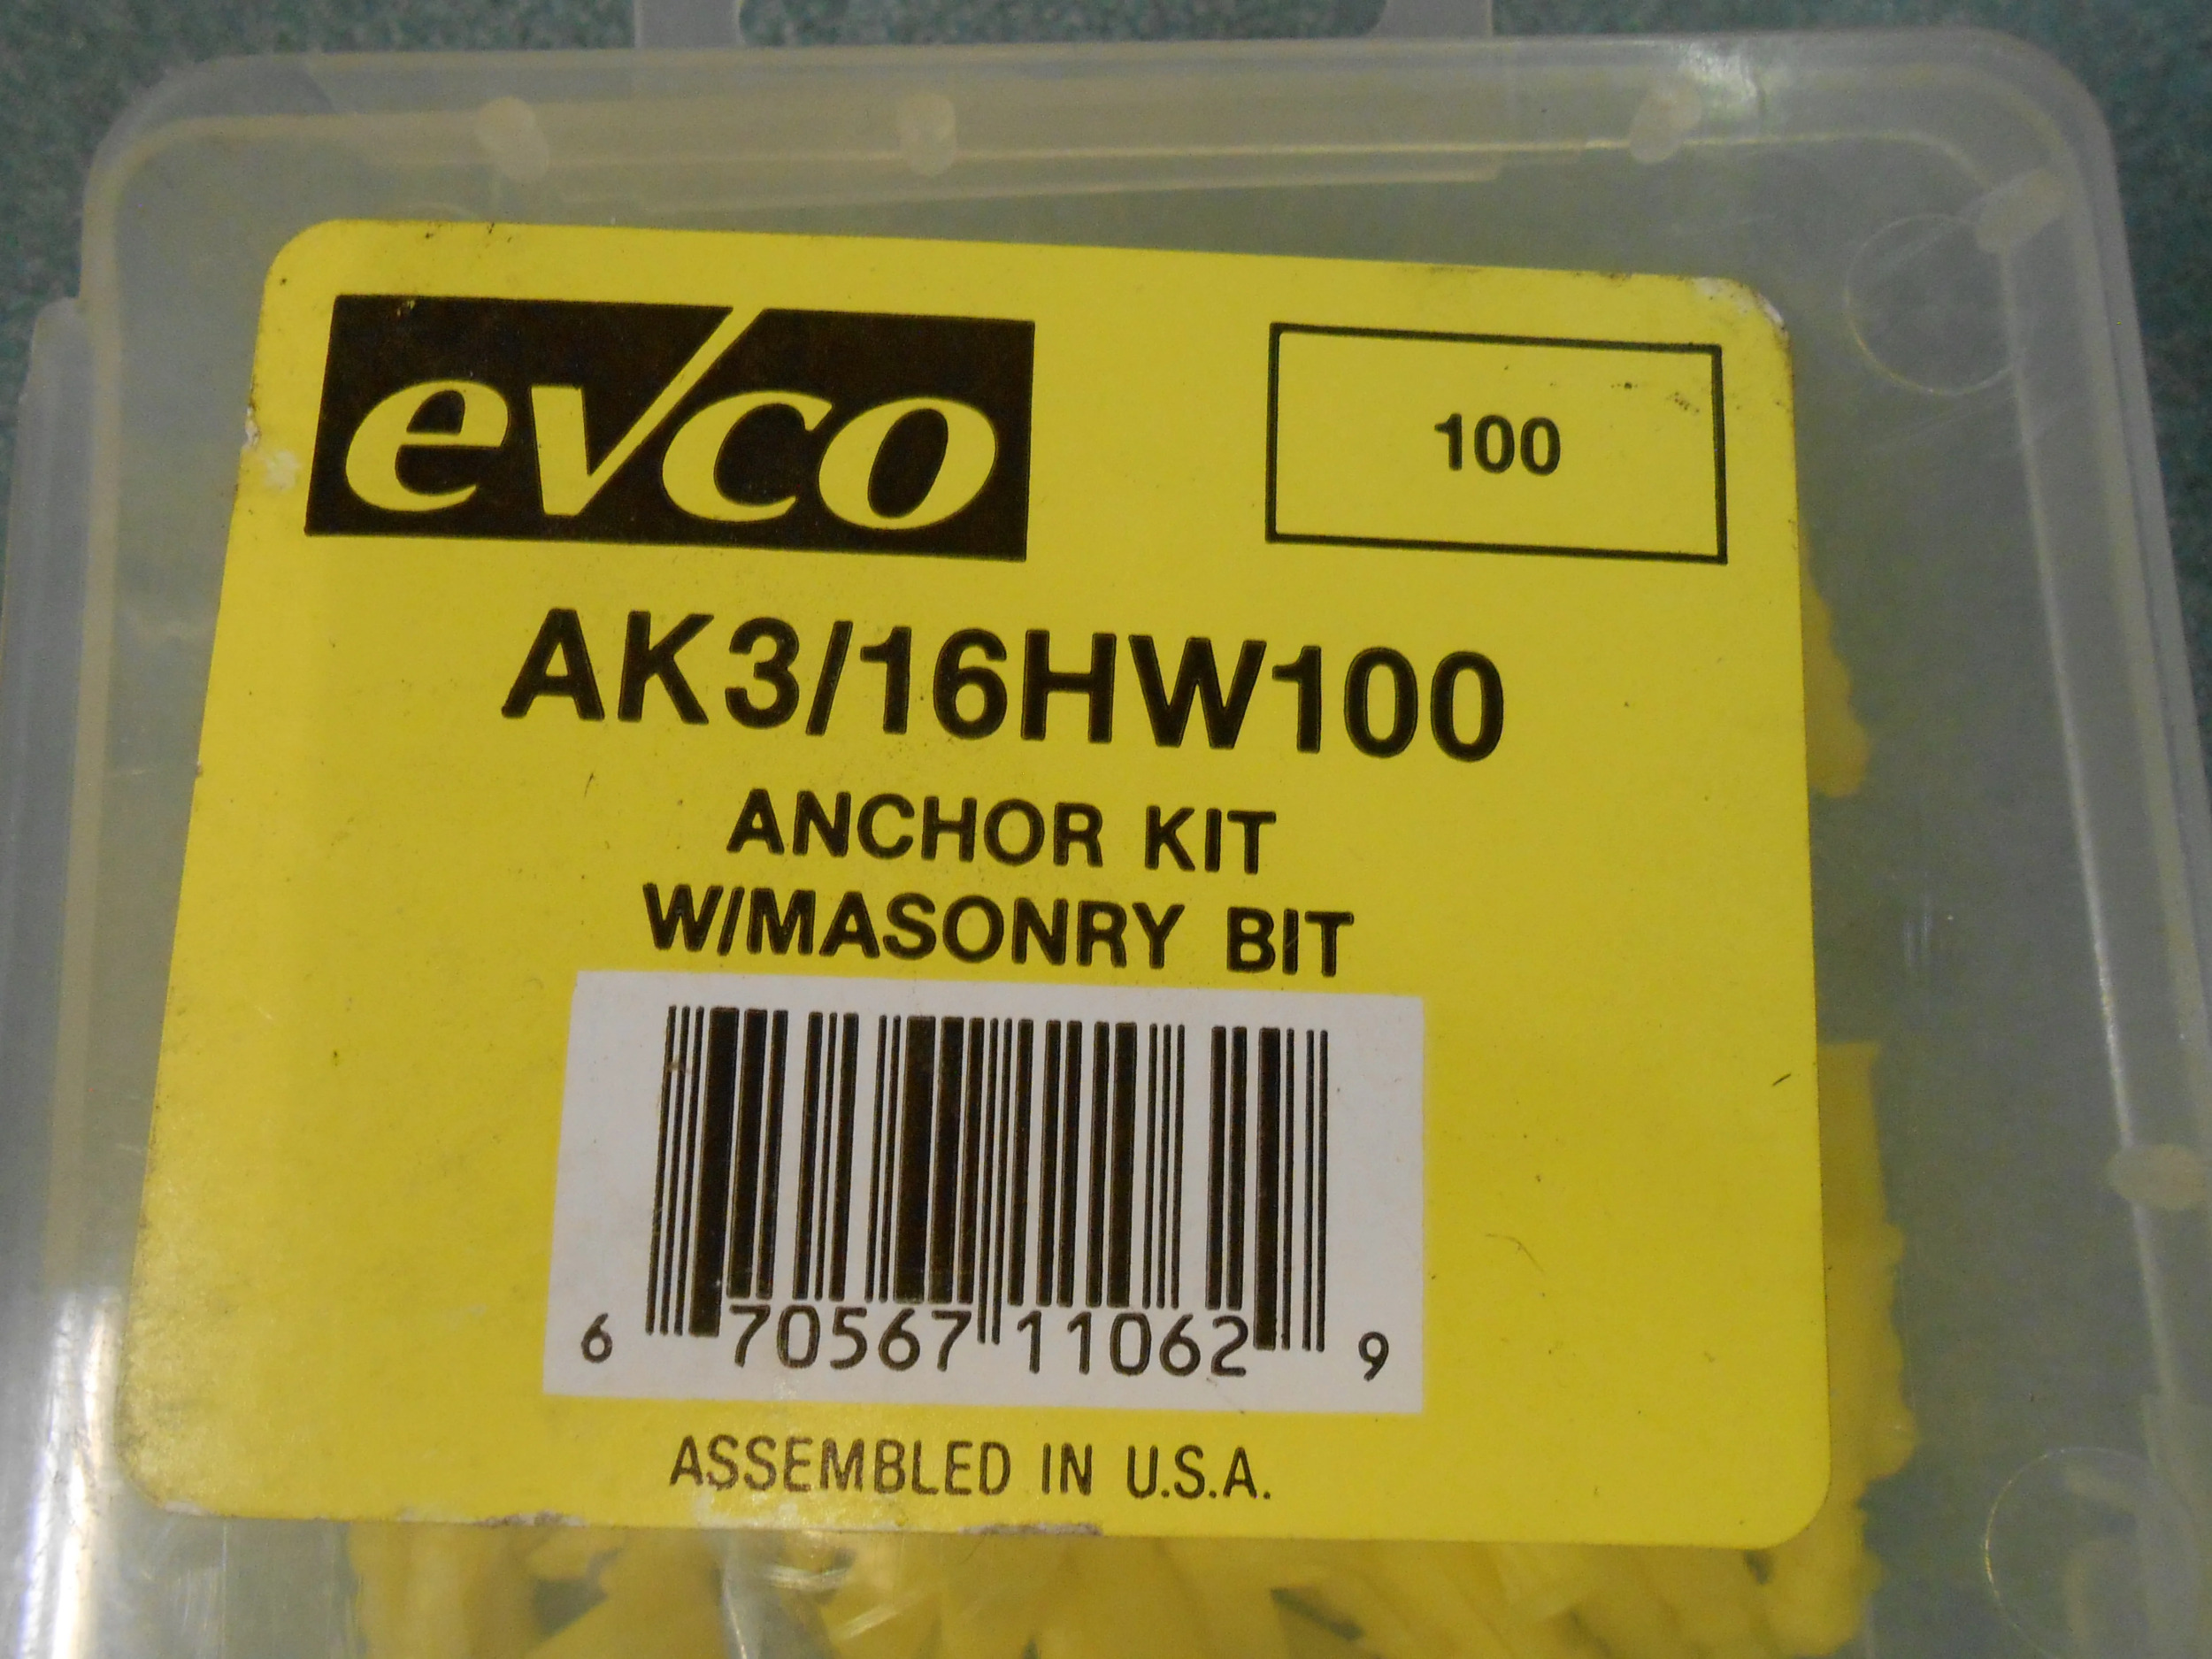 evco
100
AK3/16HW100
ANCHOR KIT
W/MASONRY BIT
6 70567 11062 9
ASSEMBLED IN U.S.A.